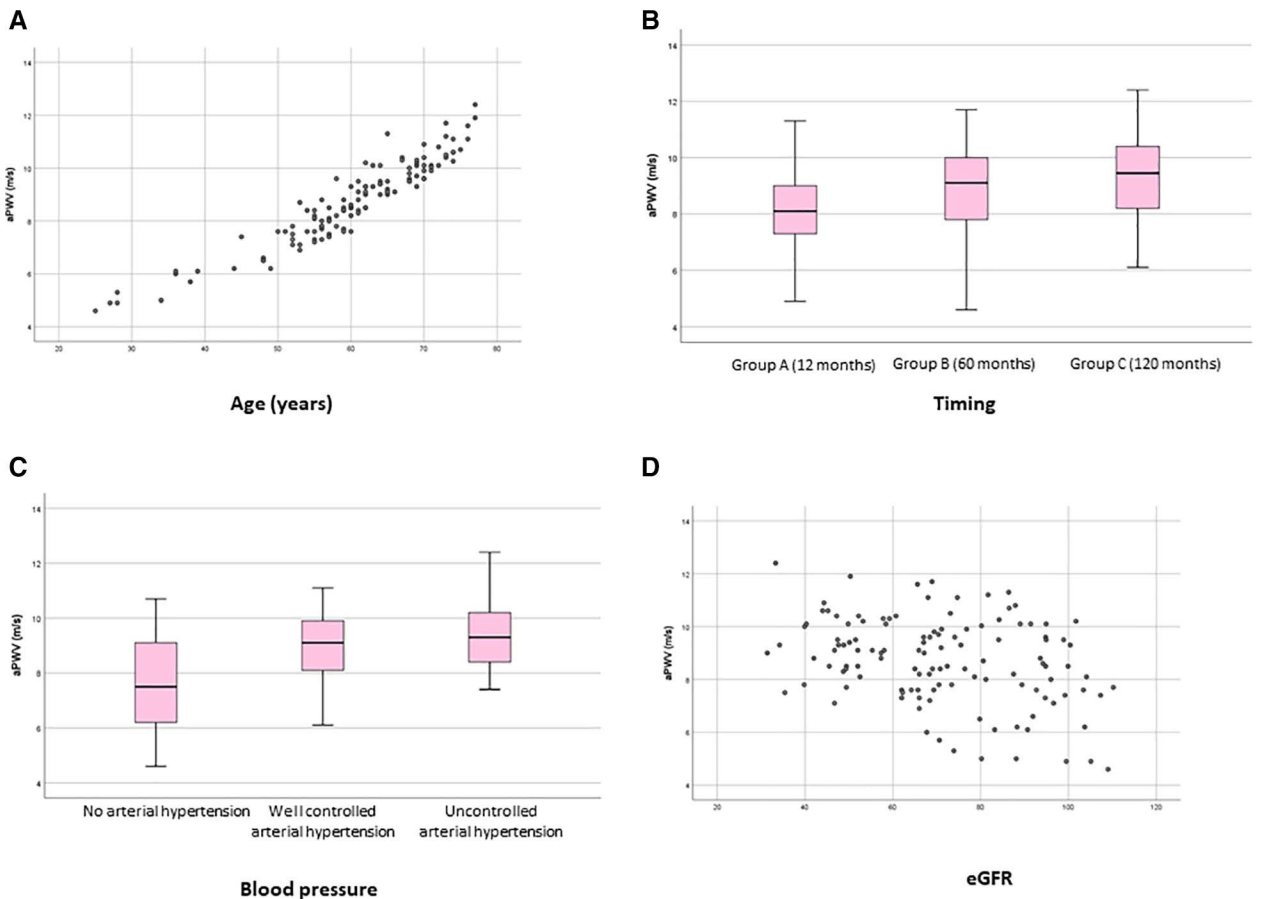 A
14
12
10
8
6
4
aPWV (m/s)
20 30 40 50 60 70 80
Age (years)
B
14
12
10
8
6
4
aPWV (m/s)
Group A (12 months) Group B (60 months) Group C (120 months)
Timing
C
14
12
10
8
6
4
aPWV (m/s)
No arterial hypertension Well controlled Uncontrolled
arterial hypertension arterial hypertension
Blood pressure
D
14
12
10
8
6
4
aPWV (m/s)
20 40 60 80 100 120
eGFR